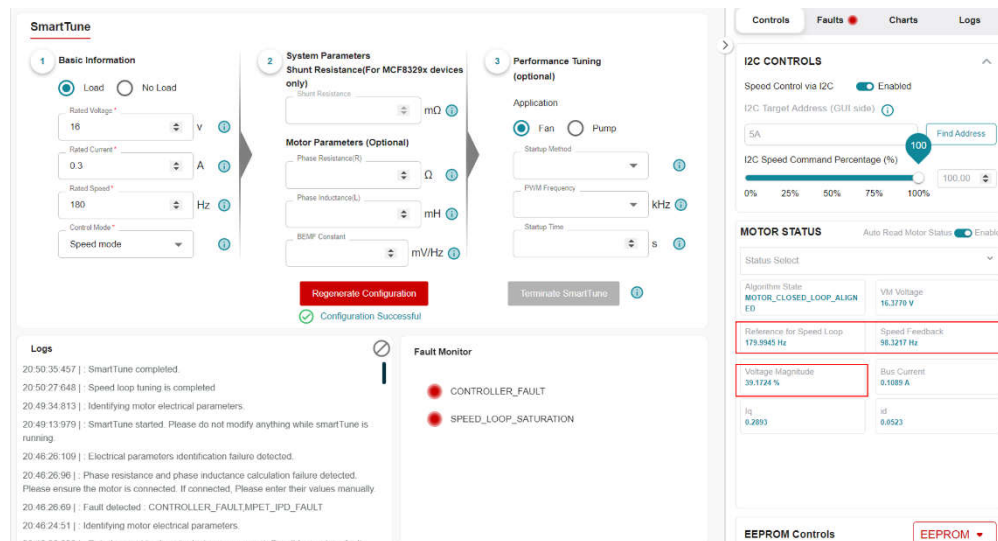 SmartTune
1
Basic Information
Load
No Load
Rated Voltage *
16
V
Rated Current *
0.3
A
Rated Speed *
180
Hz
Control Mode *
Speed mode
2
System Parameters
Shunt Resistance(For MCF8329x devices
only)
Shunt Resistance
mΩ
Motor Parameters (Optional)
Phase Resistance(R)
Ω
Phase Inductance(L)
mH
BEMF Constant
mV/Hz
3
Performance Tuning
(optional)
Application
Fan
Pump
Startup Method
PWM Frequency
kHz
Startup Time
s
Regenerate Configuration
Configuration Successful
Terminate SmartTune
Logs
20:50:35:457 | : SmartTune completed.
20:50:27:648 | : Speed loop tuning is completed
20:49:34:813 | : Identifying motor electrical parameters.
20:49:13:979 | : SmartTune started. Please do not modify anything while smartTune is
running.
20:46:26:109 | : Electrical parameters identification failure detected.
20:46:26:96 | : Phase resistance and phase inductance calculation failure detected.
Please ensure the motor is connected. If connected, Please enter their values manually
20:46:26:69 | : Fault detected : CONTROLLER_FAULT,MPET_IPD_FAULT
20:46:24:51 | : Identifying motor electrical parameters.
Fault Monitor
CONTROLLER_FAULT
SPEED_LOOP_SATURATION
Controls
Faults
Charts
Logs
I2C CONTROLS
Speed Control via I2C
Enabled
I2C Target Address (GUI side)
5A
Find Address
100
I2C Speed Command Percentage (%)
100.00
0%
25%
50%
75%
100%
MOTOR STATUS
Auto Read Motor Status
Enable
Status Select
Algorithm State
MOTOR_CLOSED_LOOP_ALIGN
ED
VM Voltage
16.3770 V
Reference for Speed Loop
179.9945 Hz
Speed Feedback
98.3217 Hz
Voltage Magnitude
39.1724 %
Bus Current
0.1089 A
Iq
0.2893
Id
0.0523
EEPROM Controls
EEPROM